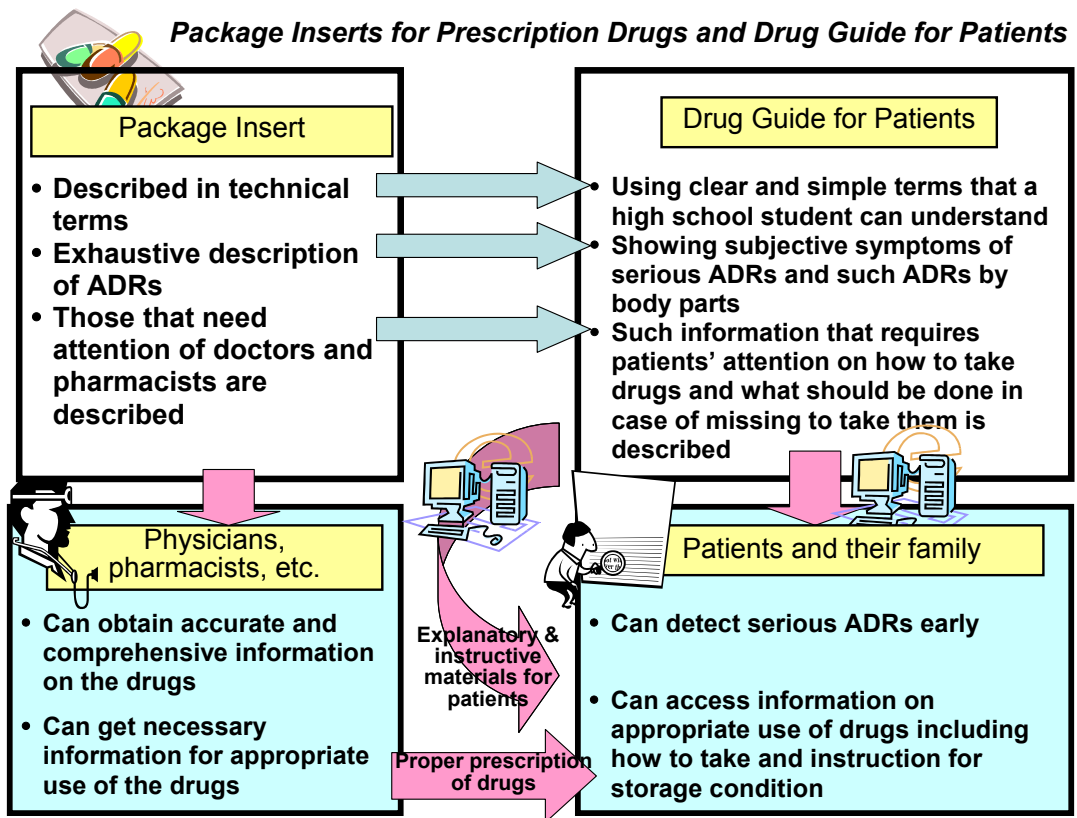 Package Inserts for Prescription Drugs and Drug Guide for Patients
Package Insert
• Described in technical
terms
• Exhaustive description
of ADRs
• Those that need
attention of doctors and
pharmacists are
described
Drug Guide for Patients
• Using clear and simple terms that a
high school student can understand
• Showing subjective symptoms of
serious ADRs and such ADRs by
body parts
• Such information that requires
patients’ attention on how to take
drugs and what should be done in
case of missing to take them is
described
Physicians,
pharmacists, etc.
• Can obtain accurate and
comprehensive information
on the drugs
• Can get necessary
information for appropriate
use of the drugs
Explanatory &
instructive
materials for
patients
Proper prescription
of drugs
Patients and their family
• Can detect serious ADRs early
• Can access information on
appropriate use of drugs including
how to take and instruction for
storage condition